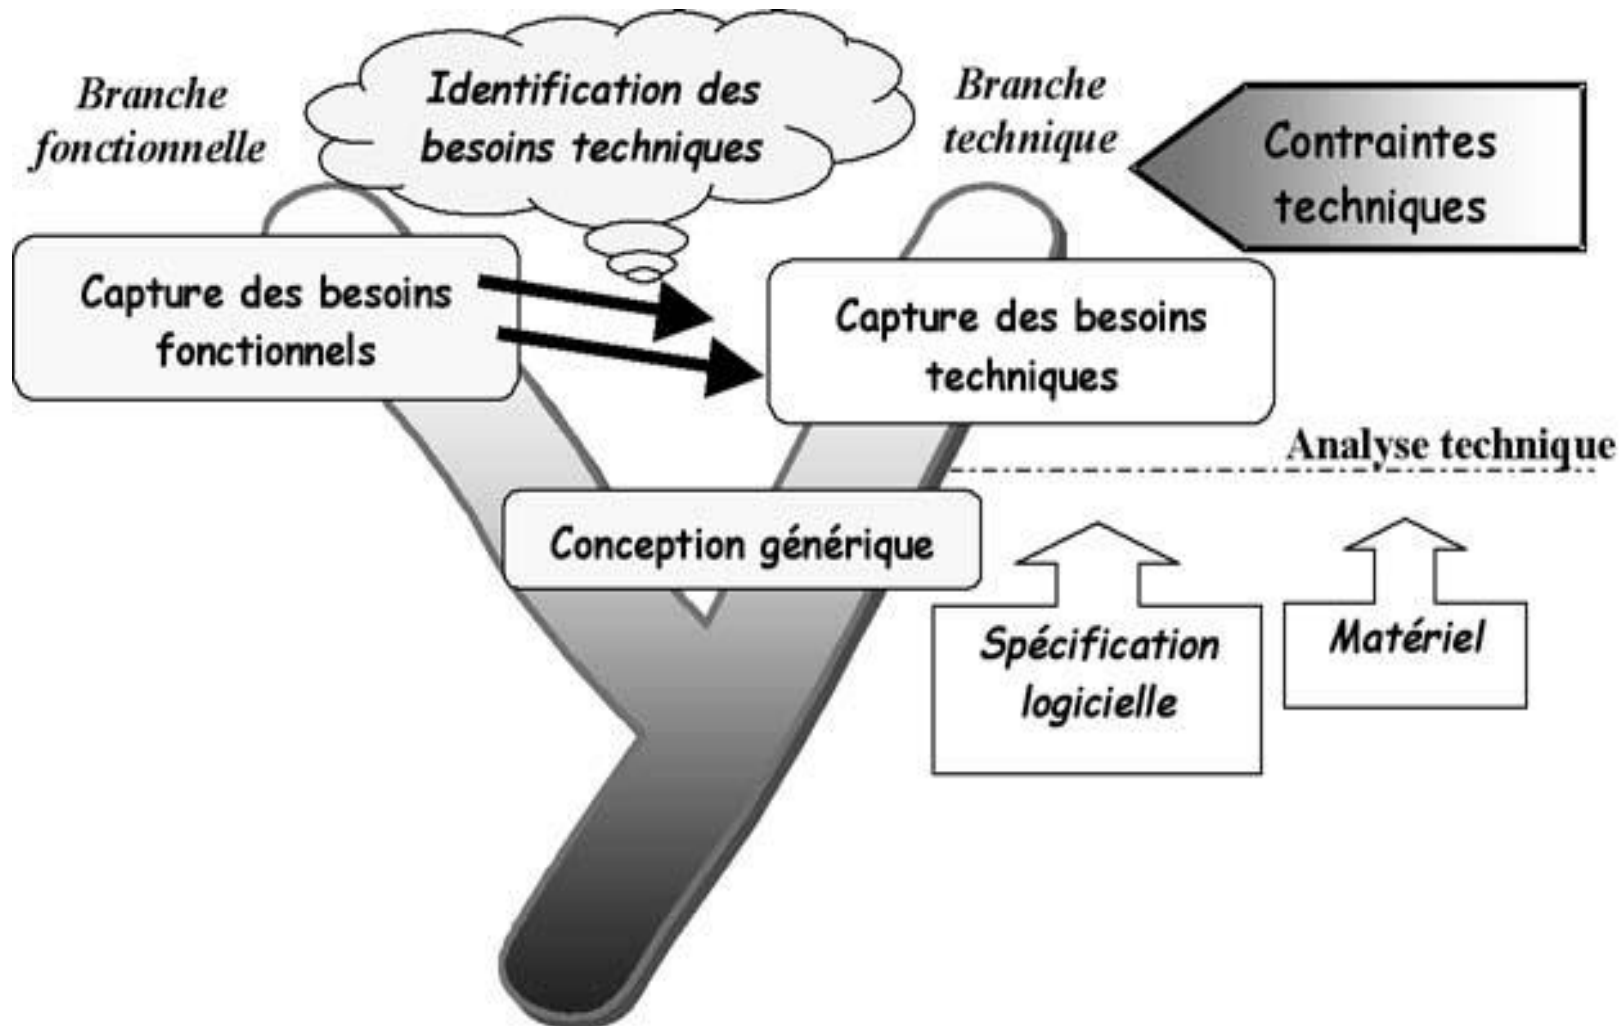 Branche
fonctionnelle
Identification des
besoins techniques
Branche
technique
Contraintes
techniques
Capture des besoins
fonctionnels
Capture des besoins
techniques
Analyse technique
Conception générique
Spécification
logicielle
Matériel